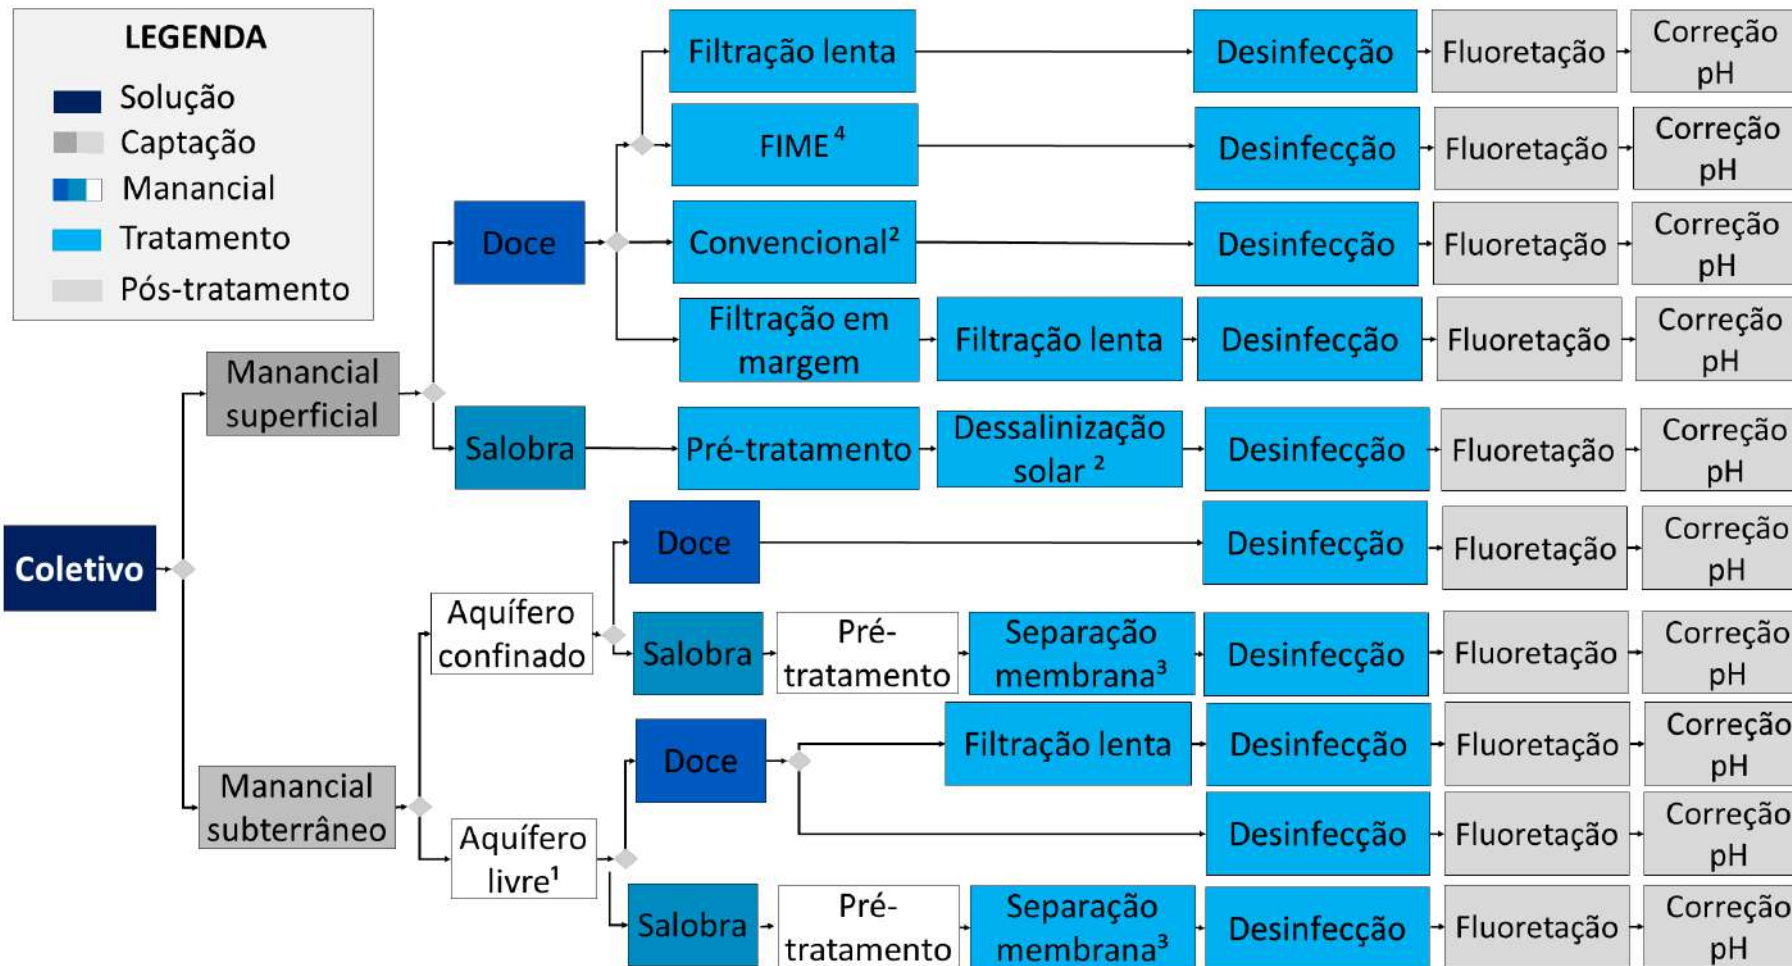 LEGENDA
Solução
Captação
Manancial
Tratamento
Pós-tratamento
Filtração lenta
Desinfecção
Fluoretação
Correção
pH
FIME⁴
Desinfecção
Fluoretação
Correção
pH
Doce
Convencional²
Desinfecção
Fluoretação
Correção
pH
Filtração em
margem
Filtração lenta
Desinfecção
Fluoretação
Correção
pH
Manancial
superficial
Salobra
Pré-tratamento
Dessalinização
solar ²
Desinfecção
Fluoretação
Correção
pH
Coletivo
Doce
Desinfecção
Fluoretação
Correção
pH
Aquífero
confinado
Salobra
Pré-
tratamento
Separação
membrana³
Desinfecção
Fluoretação
Correção
pH
Manancial
subterrâneo
Doce
Filtração lenta
Desinfecção
Fluoretação
Correção
pH
Desinfecção
Fluoretação
Correção
pH
Aquífero
livre¹
Salobra
Pré-
tratamento
Separação
membrana³
Desinfecção
Fluoretação
Correção
pH